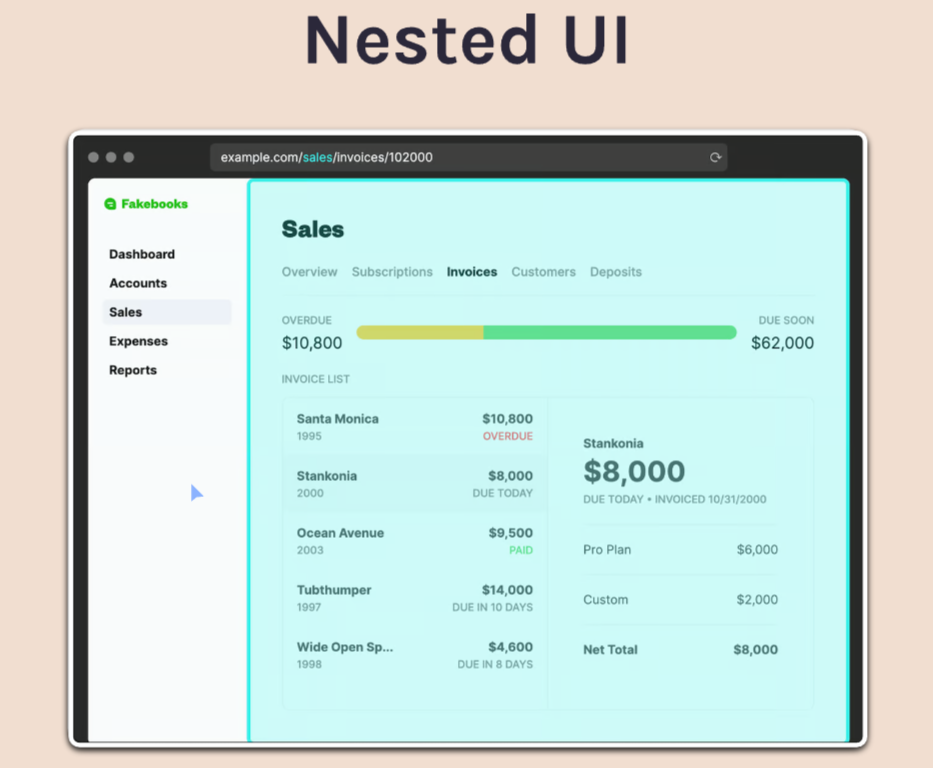 Nested UI
example.com/sales/invoices/102000
Fakebooks
Dashboard
Accounts
Sales
Expenses
Reports
Sales
Overview Subscriptions Invoices Customers Deposits
OVERDUE
$10,800
DUE SOON
$62,000
INVOICE LIST
Santa Monica $10,800
1995 OVERDUE
Stankonia $8,000
2000 DUE TODAY
Ocean Avenue $9,500
2003 PAID
Tubthumper $14,000
1997 DUE IN 10 DAYS
Wide Open Sp... $4,600
1998 DUE IN 8 DAYS
Stankonia
$8,000
DUE TODAY • INVOICED 10/31/2000
Pro Plan $6,000
Custom $2,000
Net Total $8,000